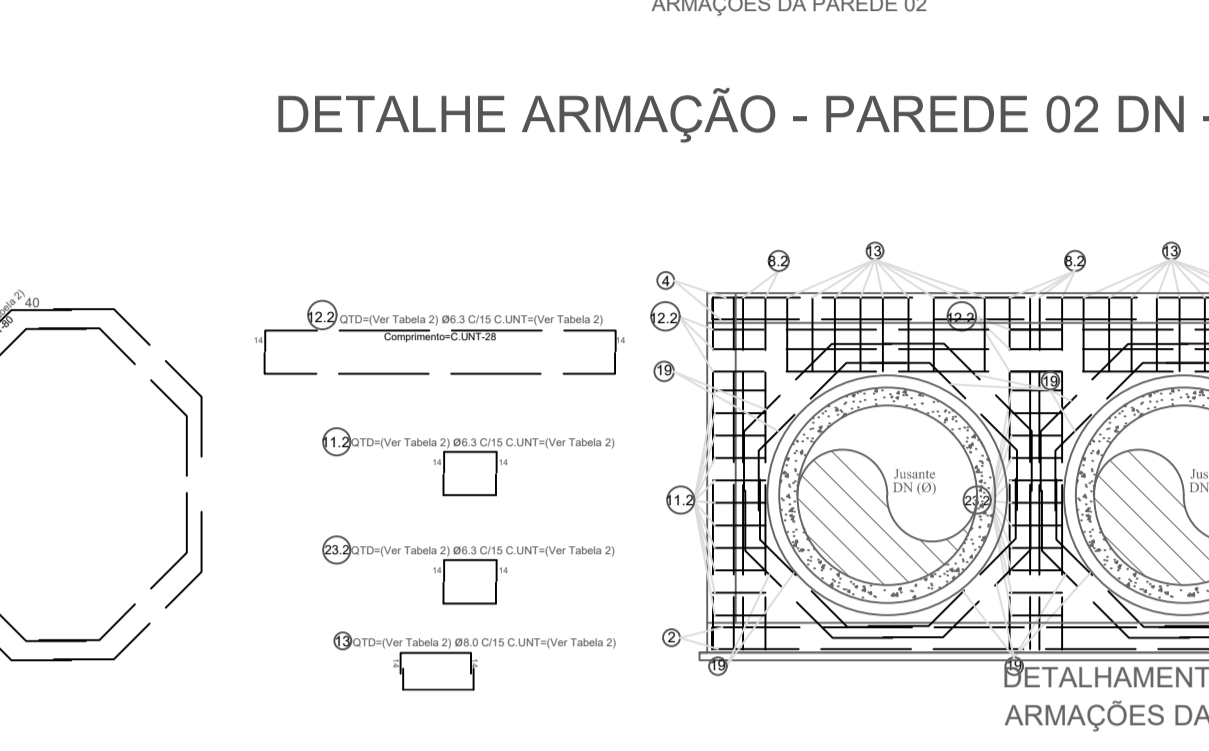 ARMAÇÕES DA PAREDE 02
DETALHE ARMAÇÃO - PAREDE 02 DN -
40
-80
12.2 QTD=(Ver Tabela 2) Ø6.3 C/15 C.UNT=(Ver Tabela 2)
14 Comprimento=C.UNT-28 14
11.2 QTD=(Ver Tabela 2) Ø6.3 C/15 C.UNT=(Ver Tabela 2)
14 14
23.2 QTD=(Ver Tabela 2) Ø6.3 C/15 C.UNT=(Ver Tabela 2)
14 14
13 QTD=(Ver Tabela 2) Ø8.0 C/15 C.UNT=(Ver Tabela 2)
14 14
8.2 13 8.2 13
4
12.2 12.2
19 19
Jusante
DN (Ø)
Jus
DN
11.2 23.2
2
19 19
DETALHAMENT
ARMAÇÕES DA